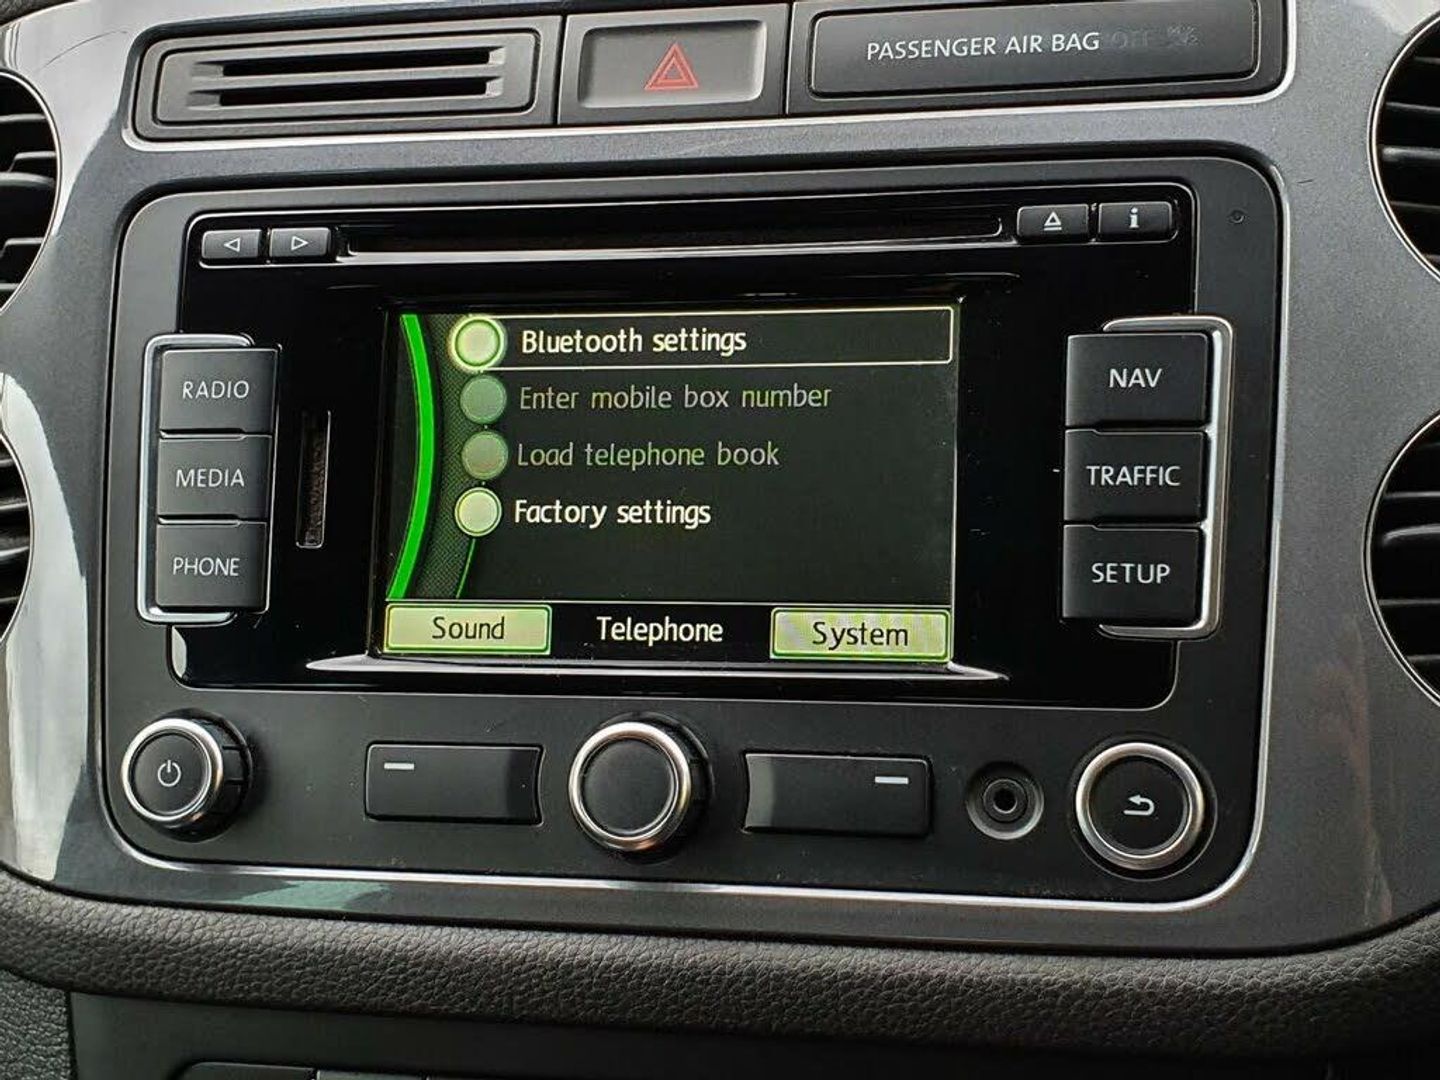 PASSENGER AIR BAG OFF
i
RADIO
MEDIA
PHONE
Bluetooth settings
Enter mobile box number
Load telephone book
Factory settings
Sound
Telephone
System
NAV
TRAFFIC
SETUP